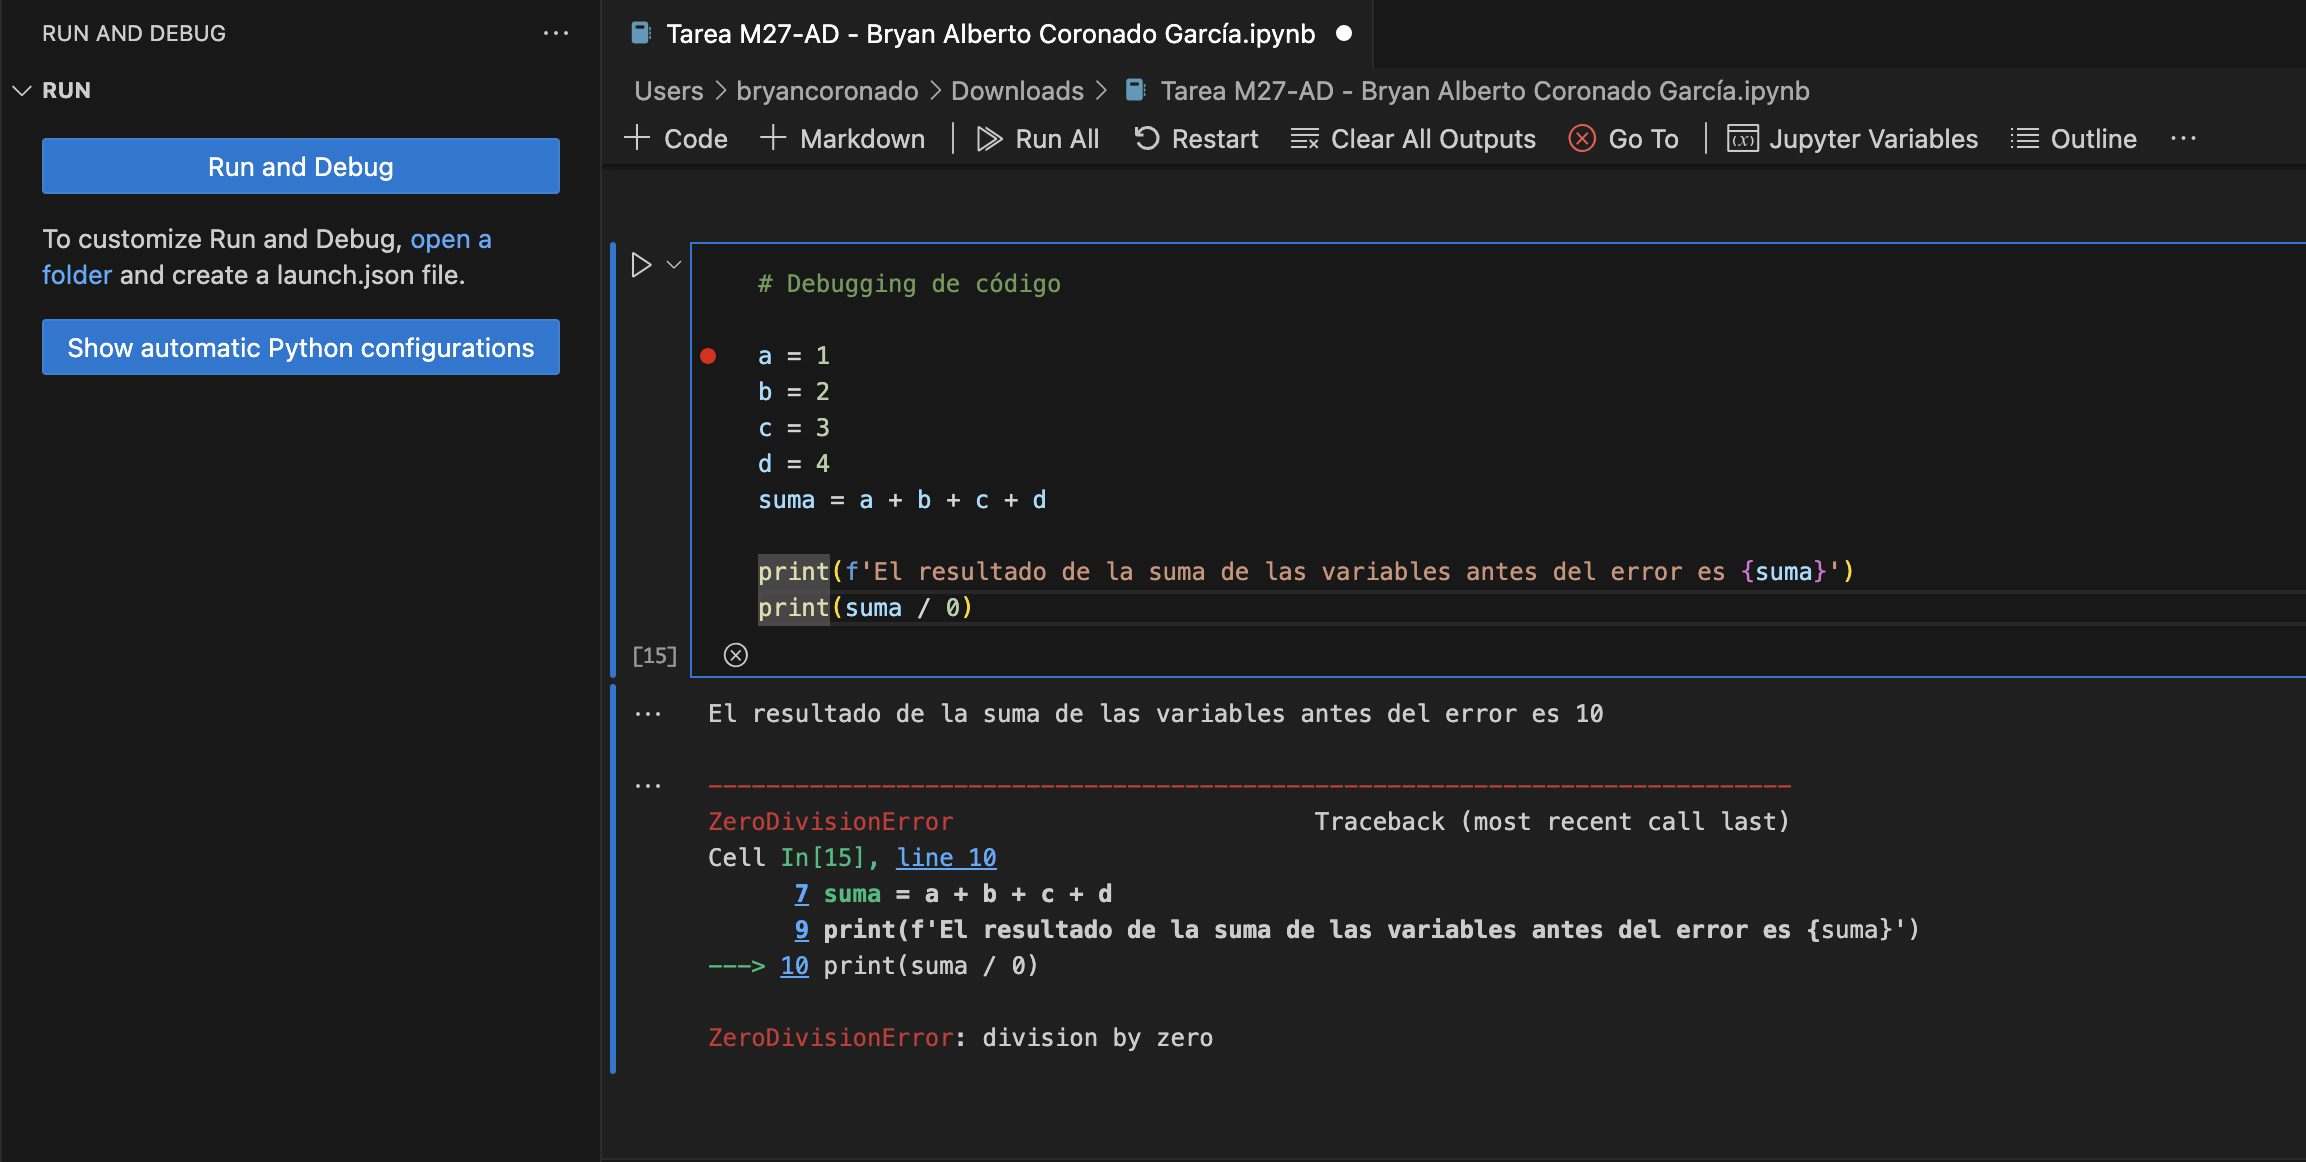 RUN AND DEBUG
RUN
Run and Debug
To customize Run and Debug, open a
folder and create a launch.json file.
Show automatic Python configurations
Tarea M27-AD - Bryan Alberto Coronado García.ipynb
Users > bryancoronado > Downloads > Tarea M27-AD - Bryan Alberto Coronado García.ipynb
+ Code + Markdown | Run All Restart Clear All Outputs Go To | (x) Jupyter Variables Outline ...
# Debugging de código
a = 1
b = 2
c = 3
d = 4
suma = a + b + c + d
print(f'El resultado de la suma de las variables antes del error es {suma}')
print(suma / 0)
[15]
El resultado de la suma de las variables antes del error es 10
---------------------------------------------------------------------------
ZeroDivisionError Traceback (most recent call last)
Cell In[15], line 10
7 suma = a + b + c + d
9 print(f'El resultado de la suma de las variables antes del error es {suma}')
---> 10 print(suma / 0)
ZeroDivisionError: division by zero